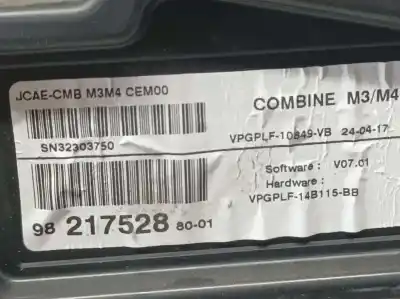 JCAE-CMB M3M4 CEM00
COMBINE M3/M4
SN32303750
VPGPLF-10849-VB 24-04-17
Software : V07.01
Hardware :
VPGPLF-14B115-BB
98 217528 80-01